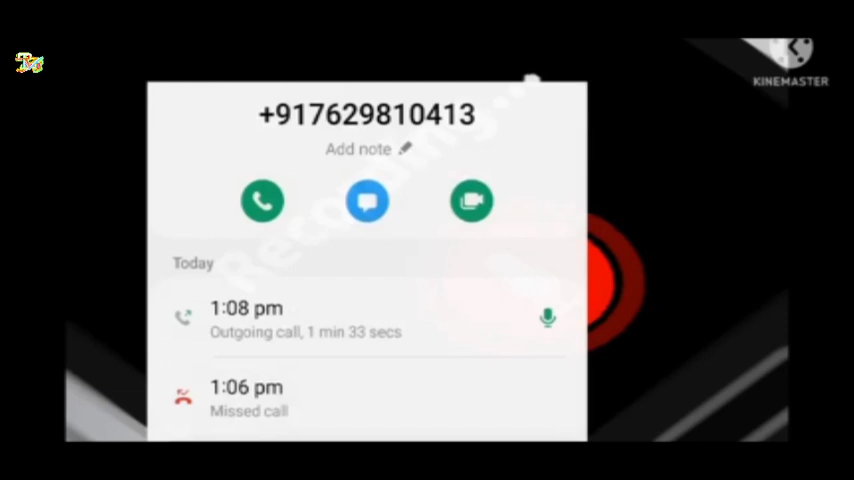 KINEMASTER
+917629810413
Add note
Recording...
Today
1:08 pm
Outgoing call, 1 min 33 secs
1:06 pm
Missed call